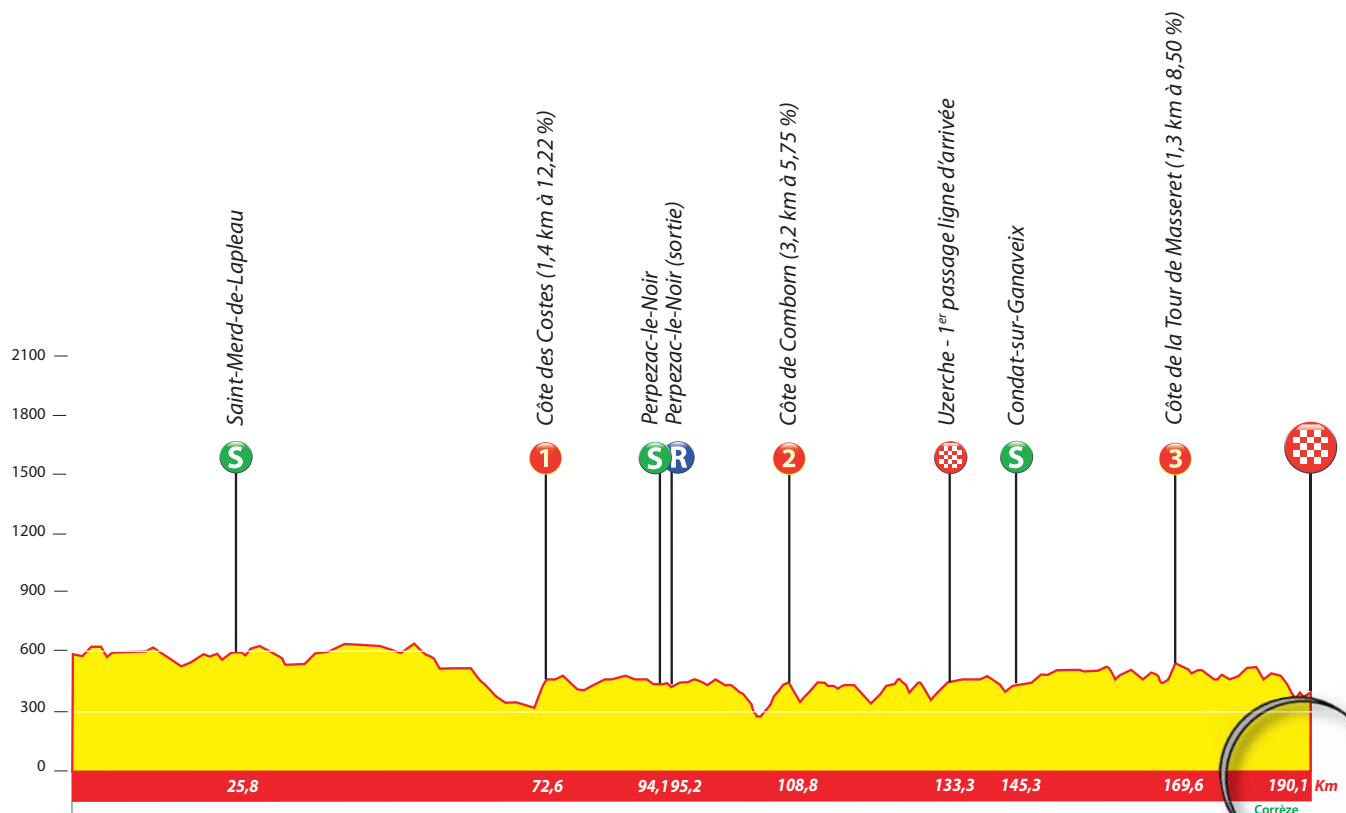 Saint-Merd-de-Lapleau
Côte des Costes (1,4 km à 12,22 %)
Perpezac-le-Noir
Perpezac-le-Noir (sortie)
Côte de Comborn (3,2 km à 5,75 %)
Uzerche - 1er passage ligne d'arrivée
Condat-sur-Ganaveix
Côte de la Tour de Masseret (1,3 km à 8,50 %)
S
1
S
R
2
S
3
2100
1800
1500
1200
900
600
300
0
25,8
72,6
94,1
95,2
108,8
133,3
145,3
169,6
190,1 Km
Corrèze